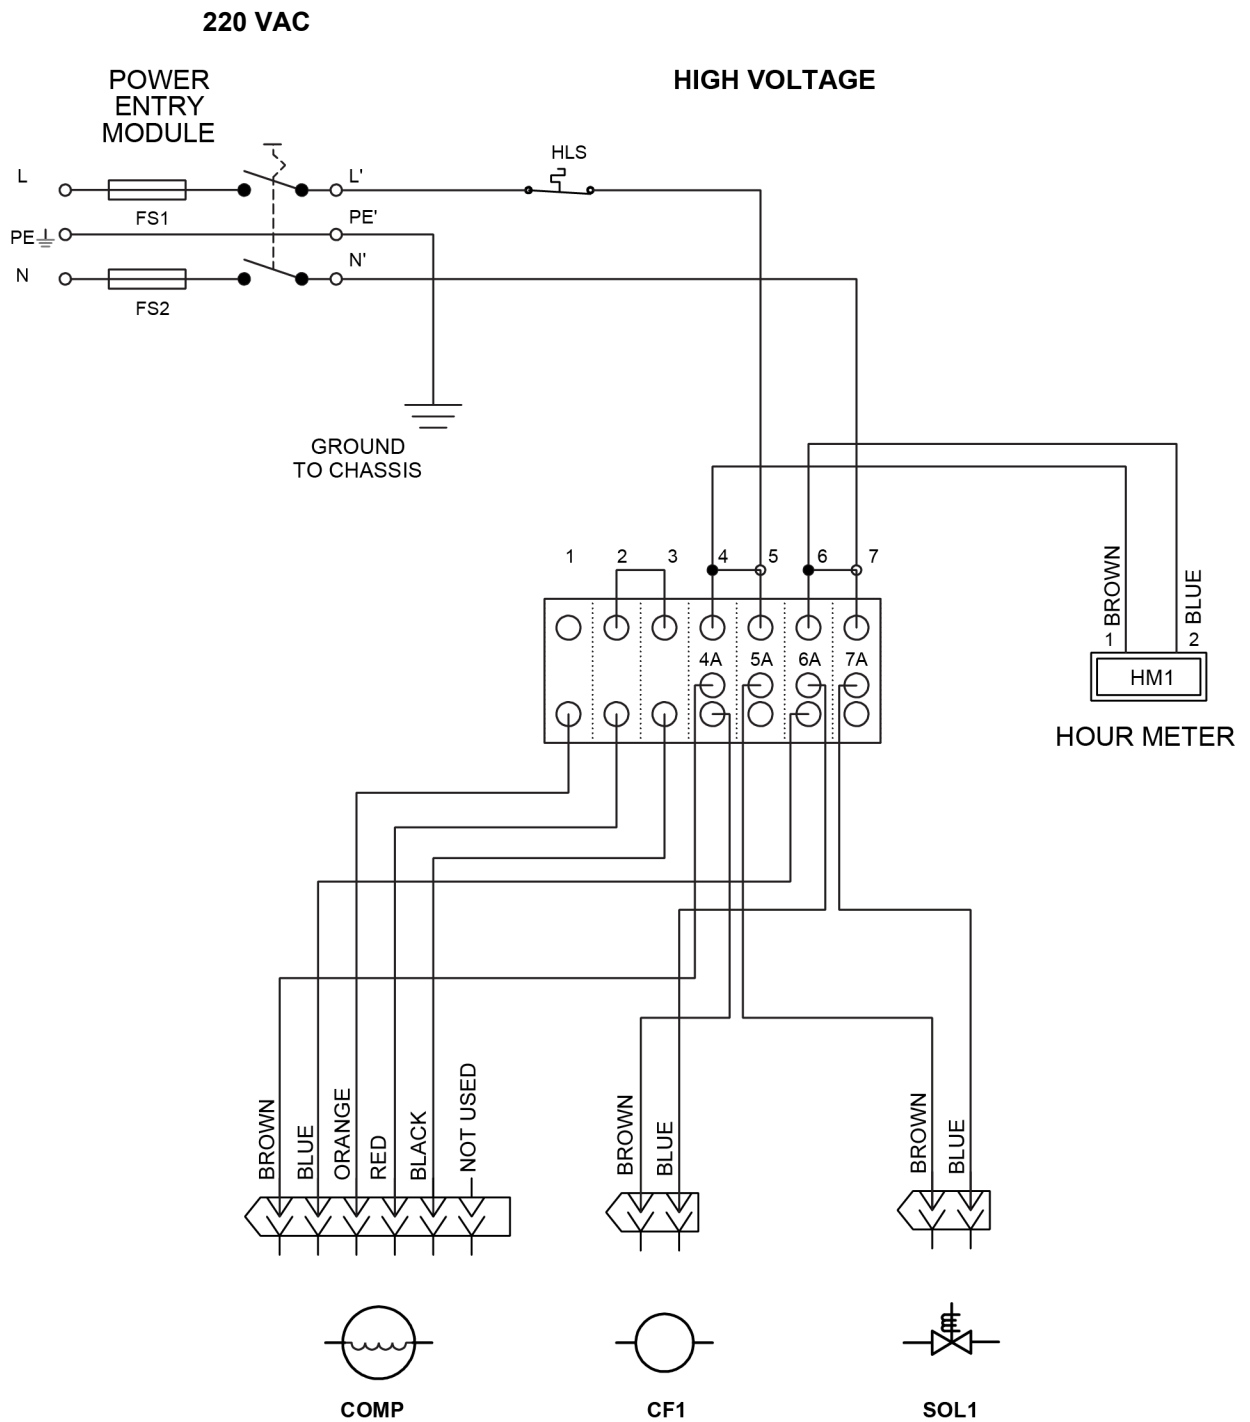 220 VAC
POWER
ENTRY
MODULE
HIGH VOLTAGE
HLS
L
L'
FS1
PE'
PE
N
N'
FS2
GROUND
TO CHASSIS
1 2 3 4 5 6 7
BROWN
BLUE
1 2
4A 5A 6A 7A
HM1
HOUR METER
BROWN
BLUE
ORANGE
RED
BLACK
NOT USED
BROWN
BLUE
BROWN
BLUE
COMP
CF1
SOL1